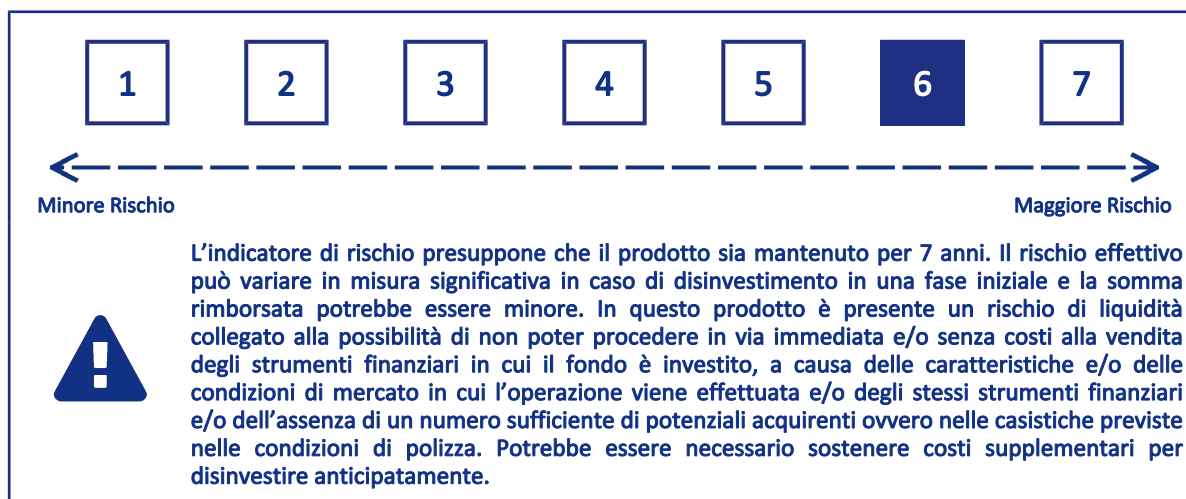 1 2 3 4 5 6 7
Minore Rischio Maggiore Rischio
L'indicatore di rischio presuppone che il prodotto sia mantenuto per 7 anni. Il rischio effettivo
può variare in misura significativa in caso di disinvestimento in una fase iniziale e la somma
rimborsata potrebbe essere minore. In questo prodotto è presente un rischio di liquidità
collegato alla possibilità di non poter procedere in via immediata e/o senza costi alla vendita
degli strumenti finanziari in cui il fondo è investito, a causa delle caratteristiche e/o delle
condizioni di mercato in cui l'operazione viene effettuata e/o degli stessi strumenti finanziari
e/o dell'assenza di un numero sufficiente di potenziali acquirenti ovvero nelle casistiche previste
nelle condizioni di polizza. Potrebbe essere necessario sostenere costi supplementari per
disinvestire anticipatamente.